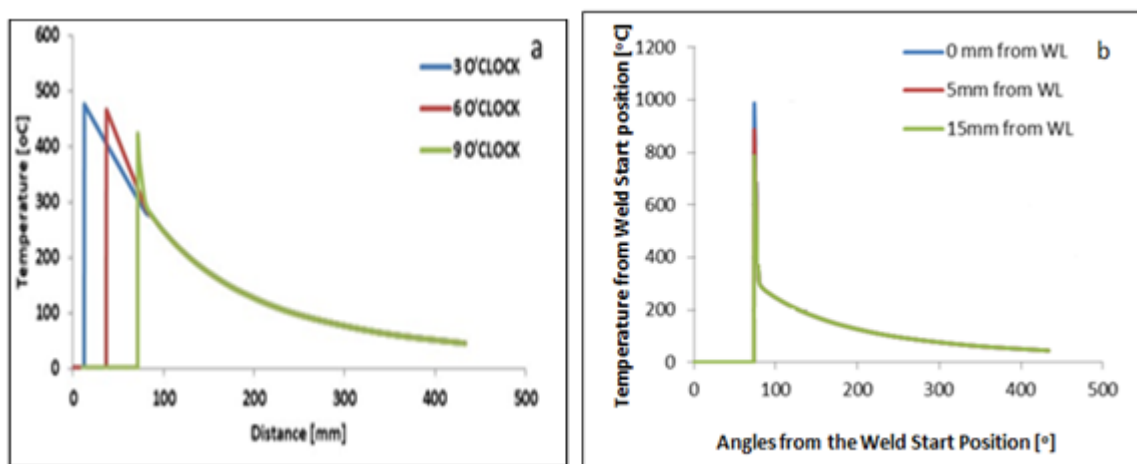 a
600
500
400
300
200
100
0
Temperature [oC]
3 O'CLOCK
6 O'CLOCK
9 O'CLOCK
0 100 200 300 400 500
Distance [mm]
b
1200
1000
800
600
400
200
0
Temperature from Weld Start position [°C]
0 mm from WL
5mm from WL
15mm from WL
0 100 200 300 400 500
Angles from the Weld Start Position [°]